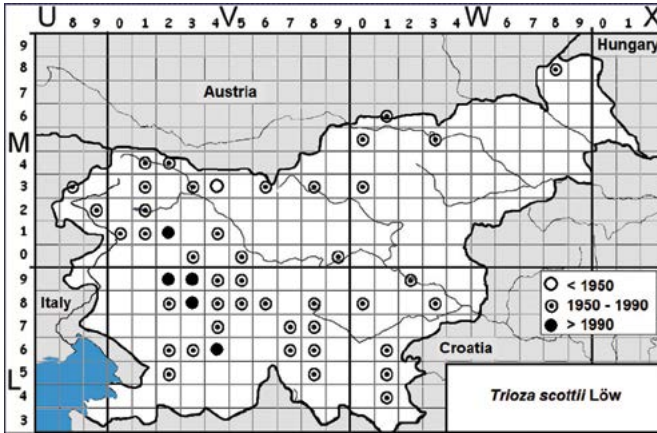 U V W X
8 9 0 1 2 3 4 5 6 7 8 9 0 1 2 3 4 5 6 7 8 9 0 1
9
Hungary
8
Austria
7
6
M
4
3
2
1
0
9
< 1950
Italy
8
1950 - 1990
7
> 1990
6
Croatia
L
5
Trioza scottii Löw
4
3